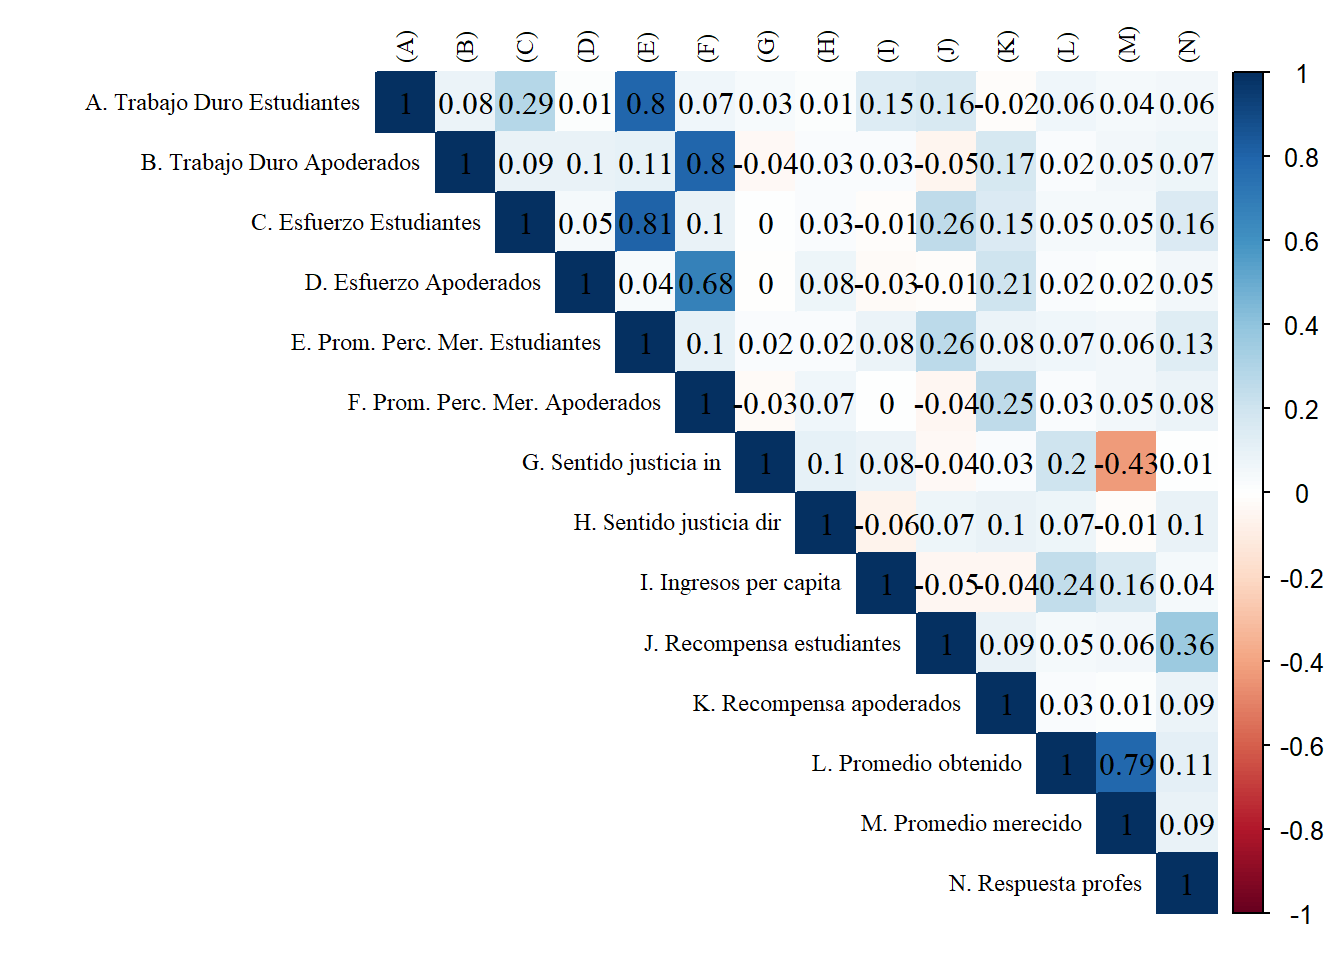 (A) (B) (C) (D) (E) (F) (G) (H) (I) (J) (K) (L) (M) (N)
A. Trabajo Duro Estudiantes 1 0.08 0.29 0.01 0.8 0.07 0.03 0.01 0.15 0.16 -0.02 0.06 0.04 0.06
B. Trabajo Duro Apoderados 1 0.09 0.1 0.11 0.8 -0.04 0.03 0.03 -0.05 0.17 0.02 0.05 0.07
C. Esfuerzo Estudiantes 1 0.05 0.81 0.1 0 0.03 -0.01 0.26 0.15 0.05 0.05 0.16
D. Esfuerzo Apoderados 1 0.04 0.68 0 0.08 -0.03 -0.01 0.21 0.02 0.02 0.05
E. Prom. Perc. Mer. Estudiantes 1 0.1 0.02 0.02 0.08 0.26 0.08 0.07 0.06 0.13
F. Prom. Perc. Mer. Apoderados 1 -0.03 0.07 0 -0.04 0.25 0.03 0.05 0.08
G. Sentido justicia in 1 0.1 0.08 -0.04 0.03 0.2 -0.43 0.01
H. Sentido justicia dir 1 -0.06 0.07 0.1 0.07 -0.01 0.1
I. Ingresos per capita 1 -0.05 -0.04 0.24 0.16 0.04
J. Recompensa estudiantes 1 0.09 0.05 0.06 0.36
K. Recompensa apoderados 1 0.03 0.01 0.09
L. Promedio obtenido 1 0.79 0.11
M. Promedio merecido 1 0.09
N. Respuesta profes 1
1
0.8
0.6
0.4
0.2
0
-0.2
-0.4
-0.6
-0.8
-1